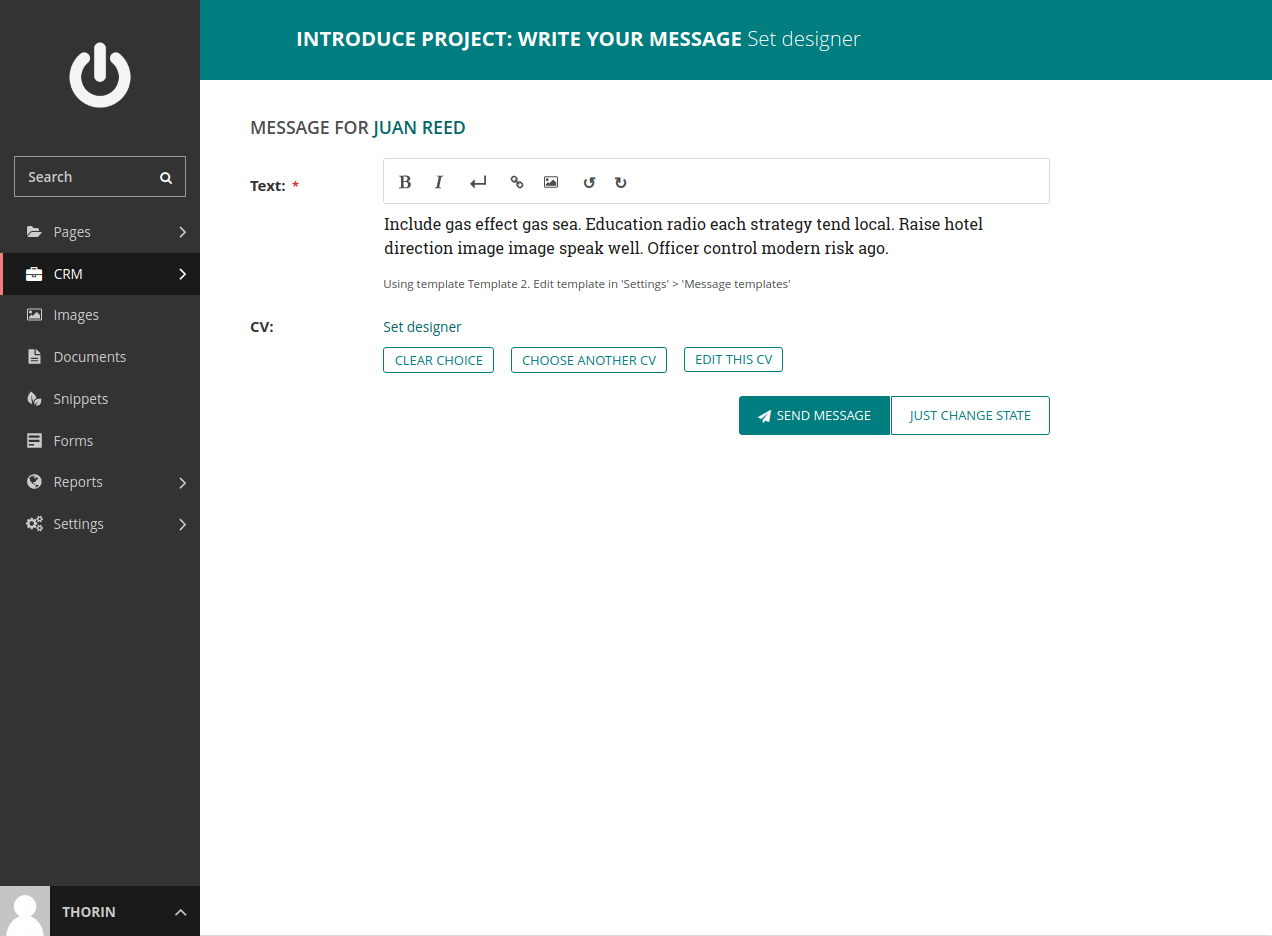 INTRODUCE PROJECT: WRITE YOUR MESSAGE Set designer
Search
Pages
CRM
Images
Documents
Snippets
Forms
Reports
Settings
THORIN
MESSAGE FOR JUAN REED
Text: *
B I
Include gas effect gas sea. Education radio each strategy tend local. Raise hotel
direction image image speak well. Officer control modern risk ago.
Using template Template 2. Edit template in 'Settings' > 'Message templates'
CV:
Set designer
CLEAR CHOICE CHOOSE ANOTHER CV EDIT THIS CV
SEND MESSAGE JUST CHANGE STATE